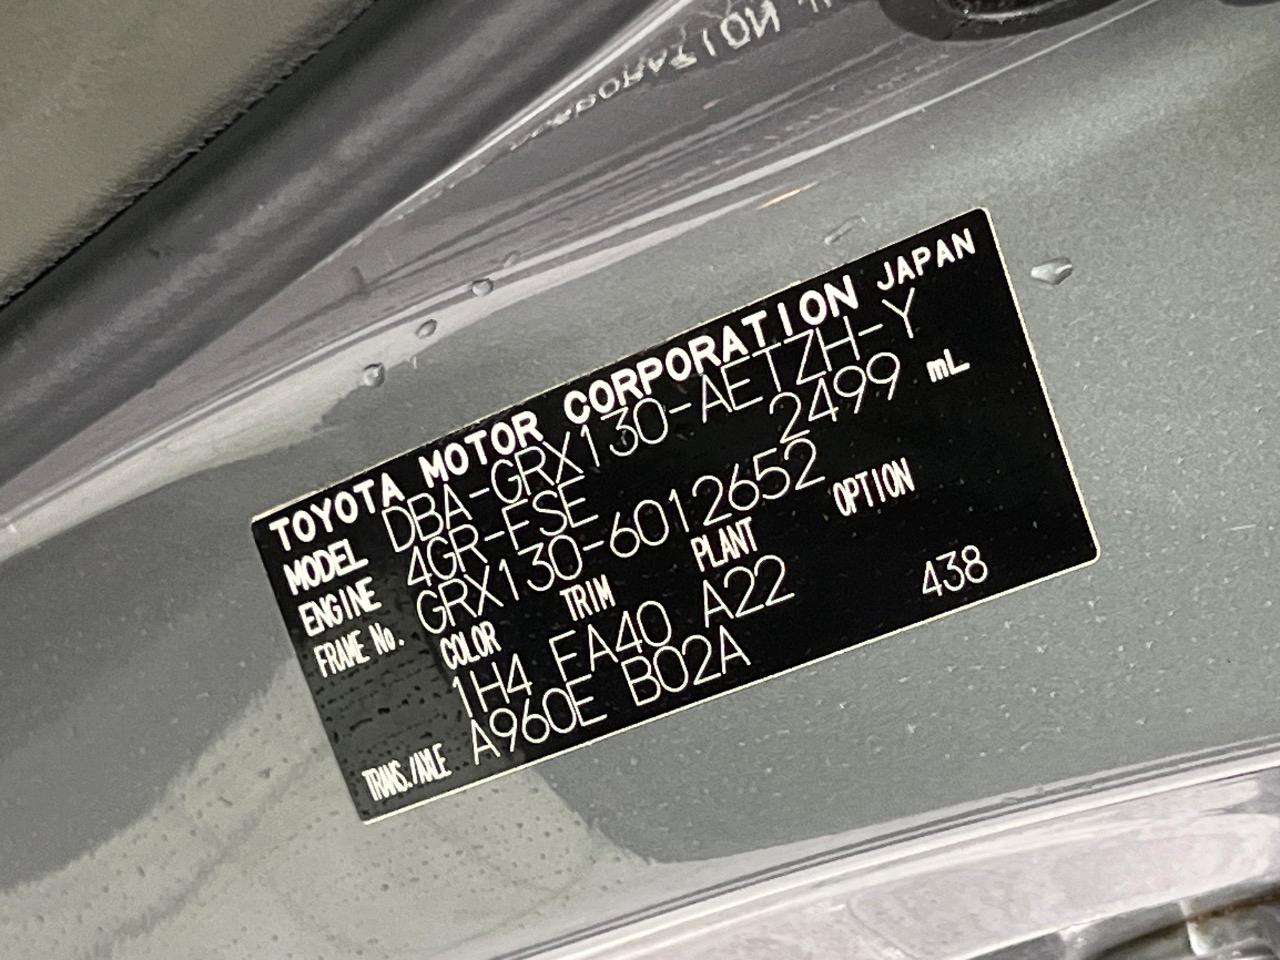 TOYOTA MOTOR CORPORATION JAPAN
MODEL DBA-GRX130-AETZH-Y
ENGINE 4GR-FSE 2499 mL
FRAME No. GRX130-6012652
COLOR TRIM PLANT OPTION
1H4 FA40 A22 438
TRANS./AXLE A960E B02A